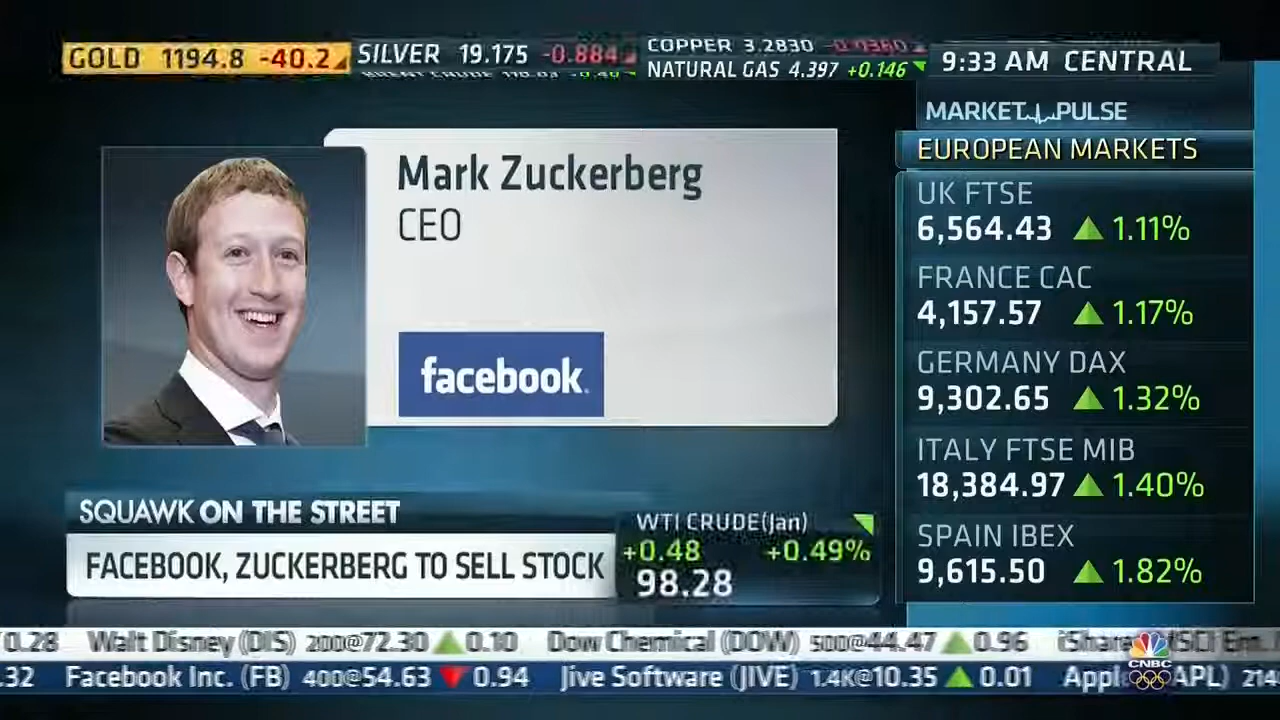 GOLD 1194.8 -40.2
SILVER 19.175 -0.884
COPPER 3.2830 -0.0360
NATURAL GAS 4.397 +0.146
9:33 AM CENTRAL
MARKET PULSE
EUROPEAN MARKETS
UK FTSE
6,564.43 ▲ 1.11%
FRANCE CAC
4,157.57 ▲ 1.17%
GERMANY DAX
9,302.65 ▲ 1.32%
ITALY FTSE MIB
18,384.97 ▲ 1.40%
SPAIN IBEX
9,615.50 ▲ 1.82%
Mark Zuckerberg
CEO
facebook
SQUAWK ON THE STREET
FACEBOOK, ZUCKERBERG TO SELL STOCK
WTI CRUDE(Jan)
+0.48 +0.49%
98.28
0.28 Walt Disney (DIS) 200@72.30 ▲ 0.10 Dow Chemical (DOW) 500@44.47 ▲ 0.96
.32 Facebook Inc. (FB) 400@54.63 ▼ 0.94 Jive Software (JIVE) 1.4K@10.35 ▲ 0.01
CNBC